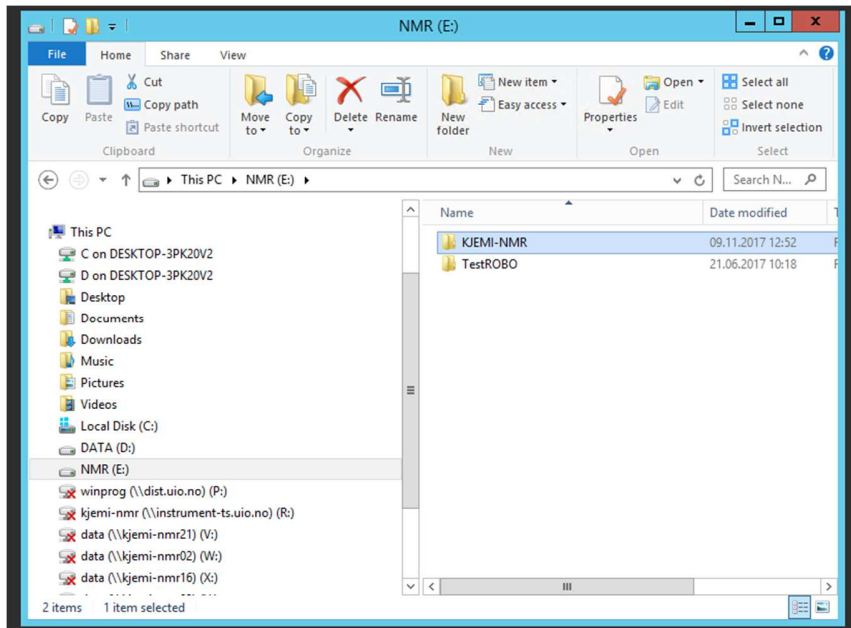 NMR (E:)
File Home Share View
Copy
Paste
Cut
Copy path
Paste shortcut
Clipboard
Move to
Copy to
Delete
Rename
Organize
New folder
New item
Easy access
New
Properties
Open
Edit
Open
Select all
Select none
Invert selection
Select
This PC NMR (E:) Search N...
Name Date modified
KJEMI-NMR 09.11.2017 12:52
TestROBO 21.06.2017 10:18
This PC
C on DESKTOP-3PK20V2
D on DESKTOP-3PK20V2
Desktop
Documents
Downloads
Music
Pictures
Videos
Local Disk (C:)
DATA (D:)
NMR (E:)
winprog (\\dist.uio.no) (P:)
kjemi-nmr (\\instrument-ts.uio.no) (R:)
data (\\kjemi-nmr21) (V:)
data (\\kjemi-nmr02) (W:)
data (\\kjemi-nmr16) (X:)
2 items 1 item selected